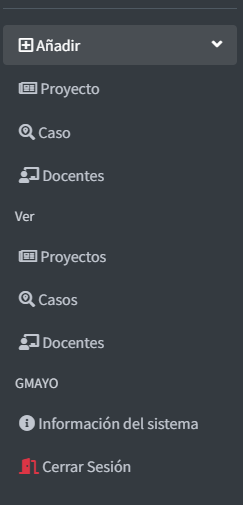 Añadir
Proyecto
Caso
Docentes
Ver
Proyectos
Casos
Docentes
GMAYO
Información del sistema
Cerrar Sesión